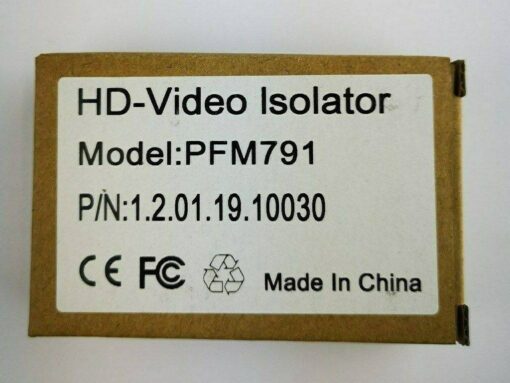 HD-Video Isolator
Model:PFM791
P/N:1.2.01.19.10030
CE FC Made In China